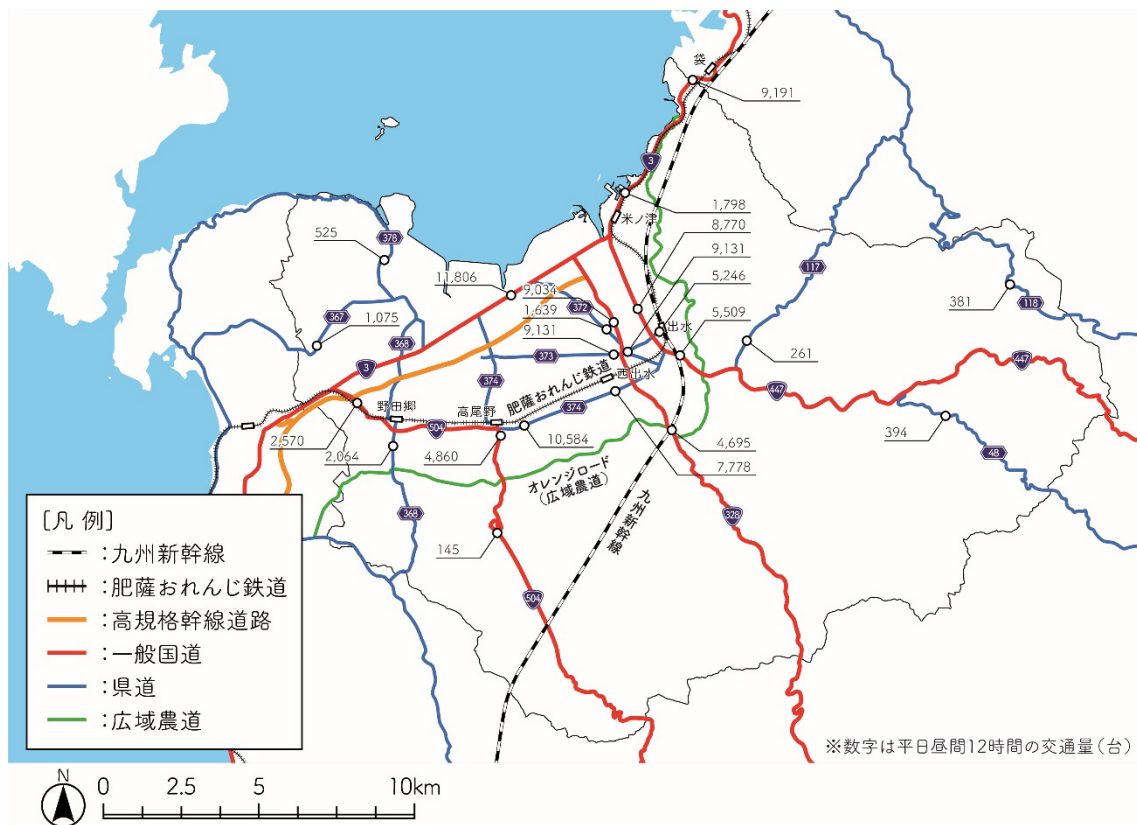 袋
9,191
3
1,798
米ノ津
8,770
9,131
5,246
5,509
525
378
11,806
9,034
1,639
9,131
372
出水
117
381
118
367
1,075
368
373
261
3
374
西出水
447
447
肥薩おれんじ鉄道
374
野田郷
高尾野
504
2,570
2,064
4,860
10,584
4,695
7,778
394
48
オレンジロード
(広域農道)
九州新幹線
368
145
328
504
[凡 例]
:九州新幹線
:肥薩おれんじ鉄道
:高規格幹線道路
:一般国道
:県道
:広域農道
※数字は平日昼間12時間の交通量(台)
N
0 2.5 5 10km